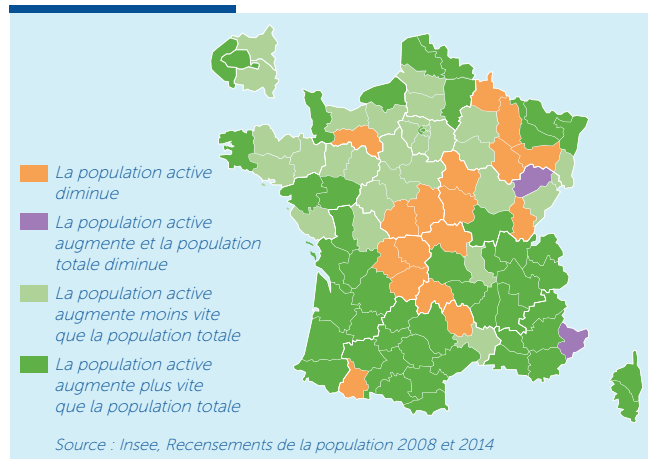 La population active
diminue
La population active
augmente et la population
totale diminue
La population active
augmente moins vite
que la population totale
La population active
augmente plus vite
que la population totale
Source : Insee, Recensements de la population 2008 et 2014